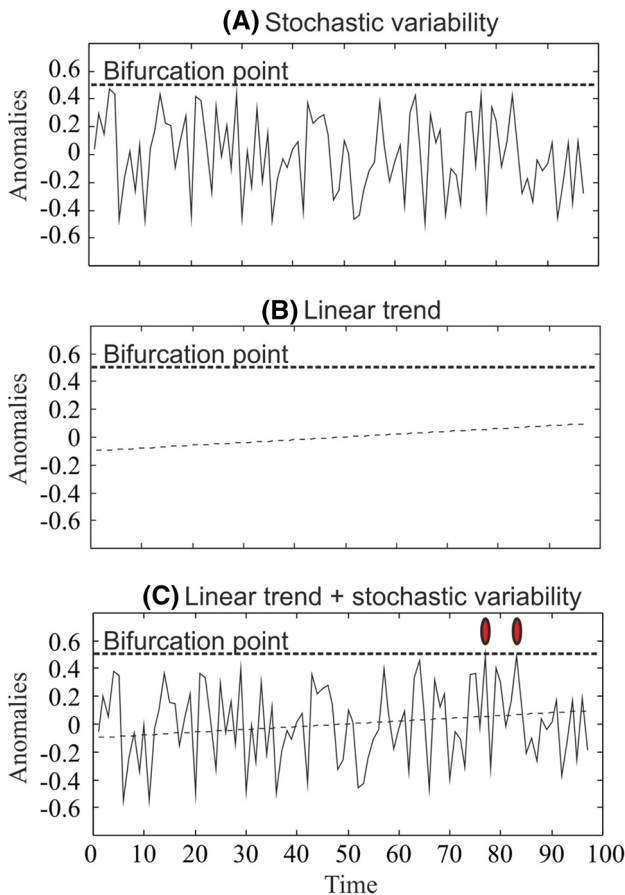 (A) Stochastic variability
0.6
Bifurcation point
0.4
0.2
0
-0.2
-0.4
-0.6
Anomalies
(B) Linear trend
0.6
Bifurcation point
0.4
0.2
0
-0.2
-0.4
-0.6
Anomalies
(C) Linear trend + stochastic variability
0.6
Bifurcation point
0.4
0.2
0
-0.2
-0.4
-0.6
Anomalies
0 10 20 30 40 50 60 70 80 90 100
Time